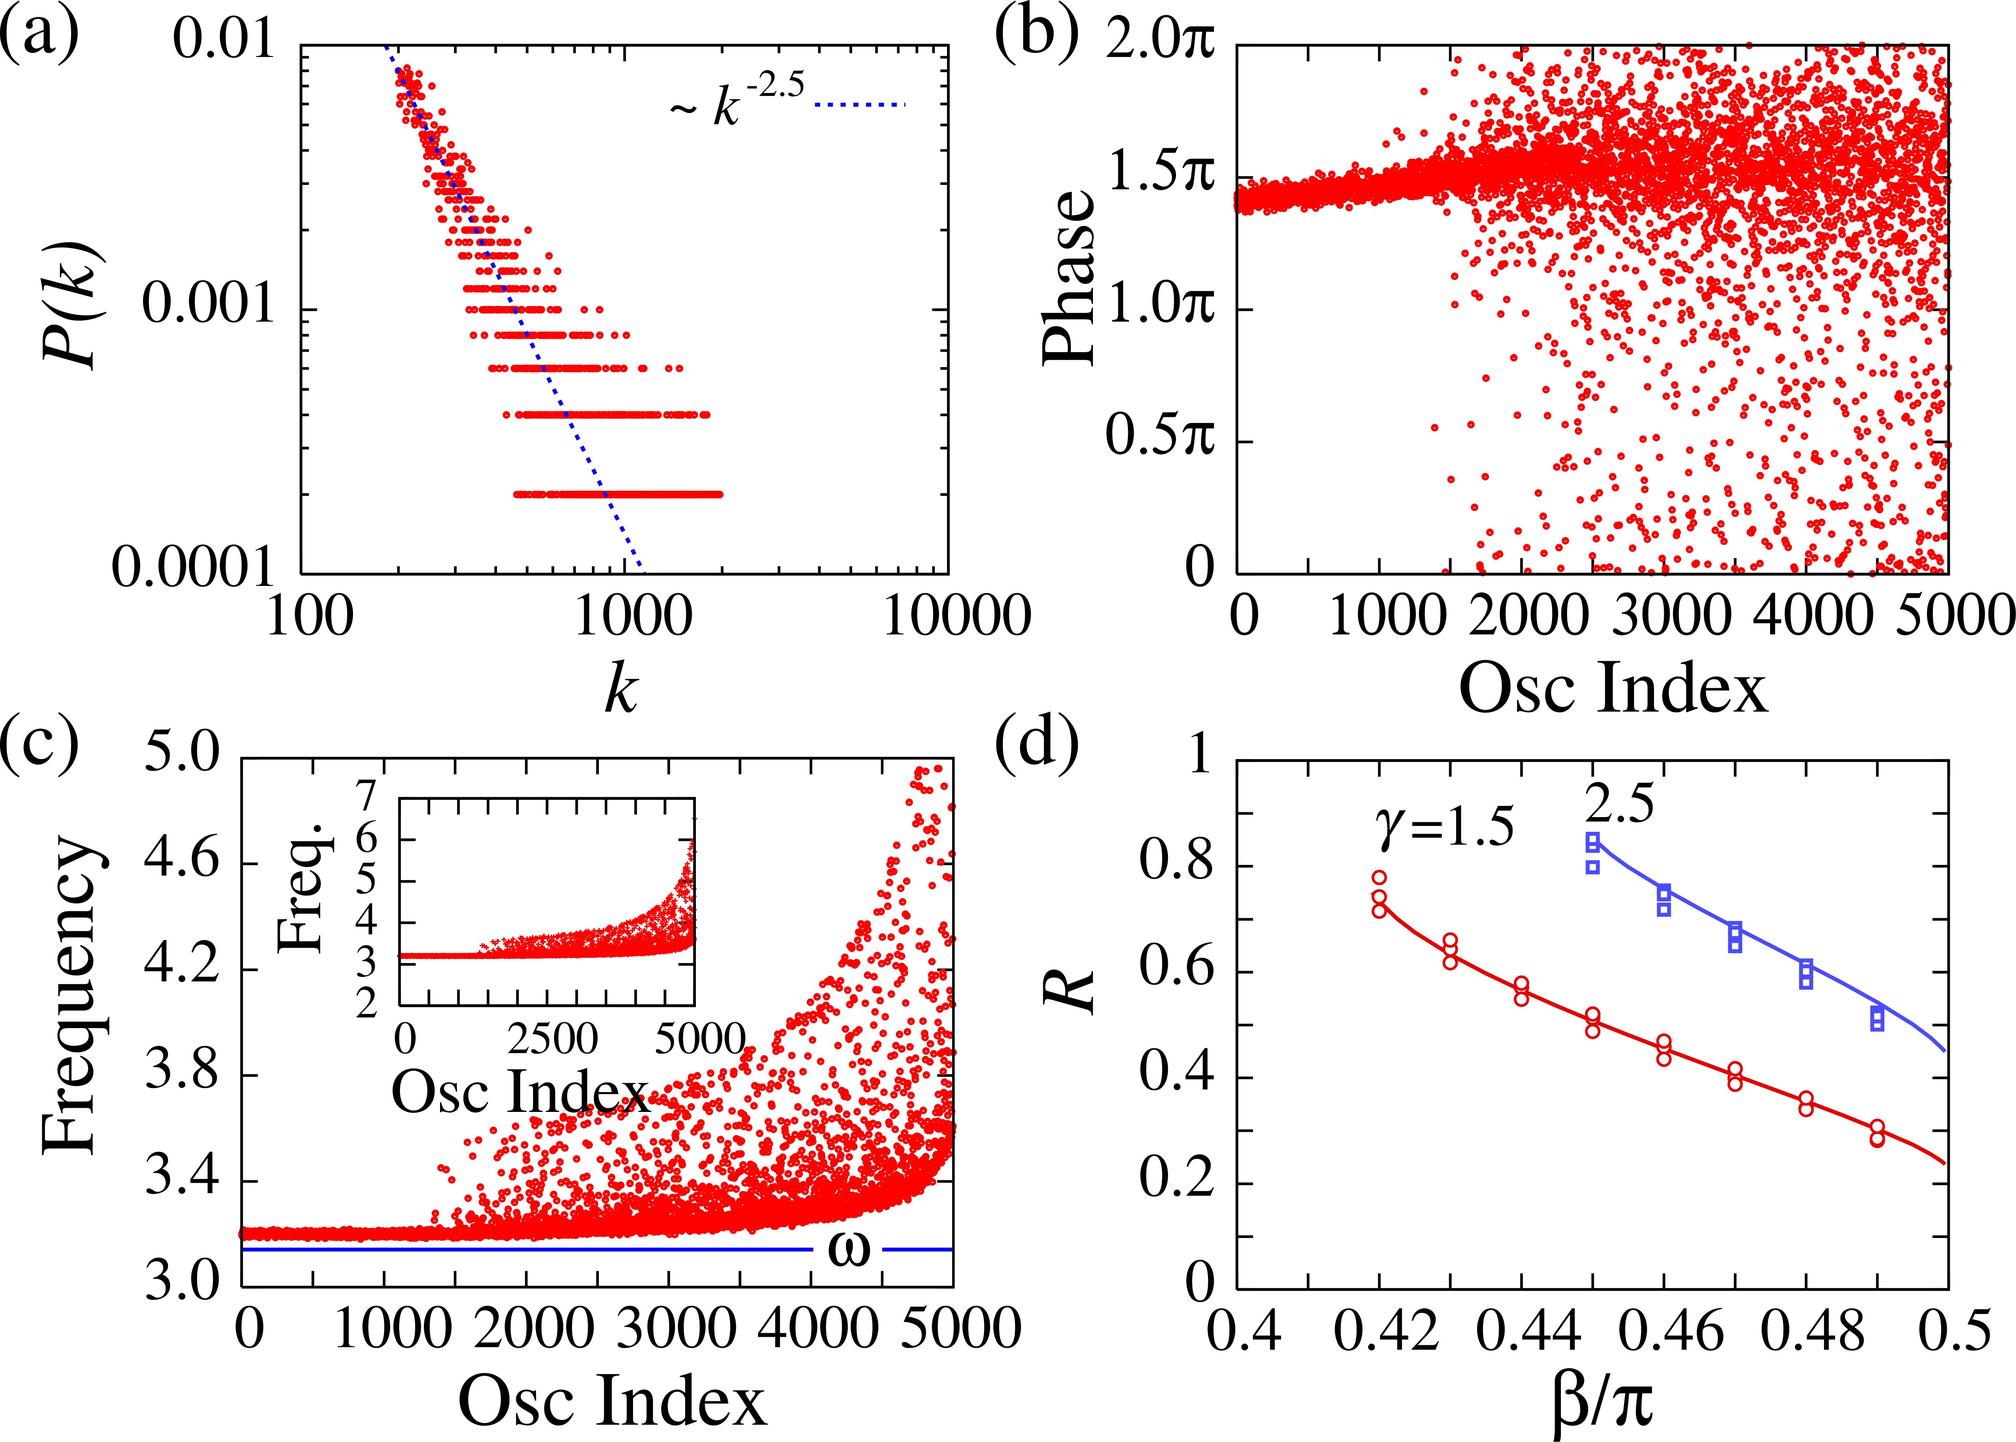 (a)
0.01
0.001
0.0001
P(k)
~ k^-2.5
100 1000 10000
k
(b)
2.0π
1.5π
1.0π
0.5π
0
Phase
0 1000 2000 3000 4000 5000
Osc Index
(c)
5.0
4.6
4.2
3.8
3.4
3.0
Frequency
7
6
5
4
3
2
Freq.
0 2500 5000
Osc Index
ω
0 1000 2000 3000 4000 5000
Osc Index
(d)
1
0.8
0.6
0.4
0.2
0
R
γ=1.5
2.5
0.4 0.42 0.44 0.46 0.48 0.5
β/π